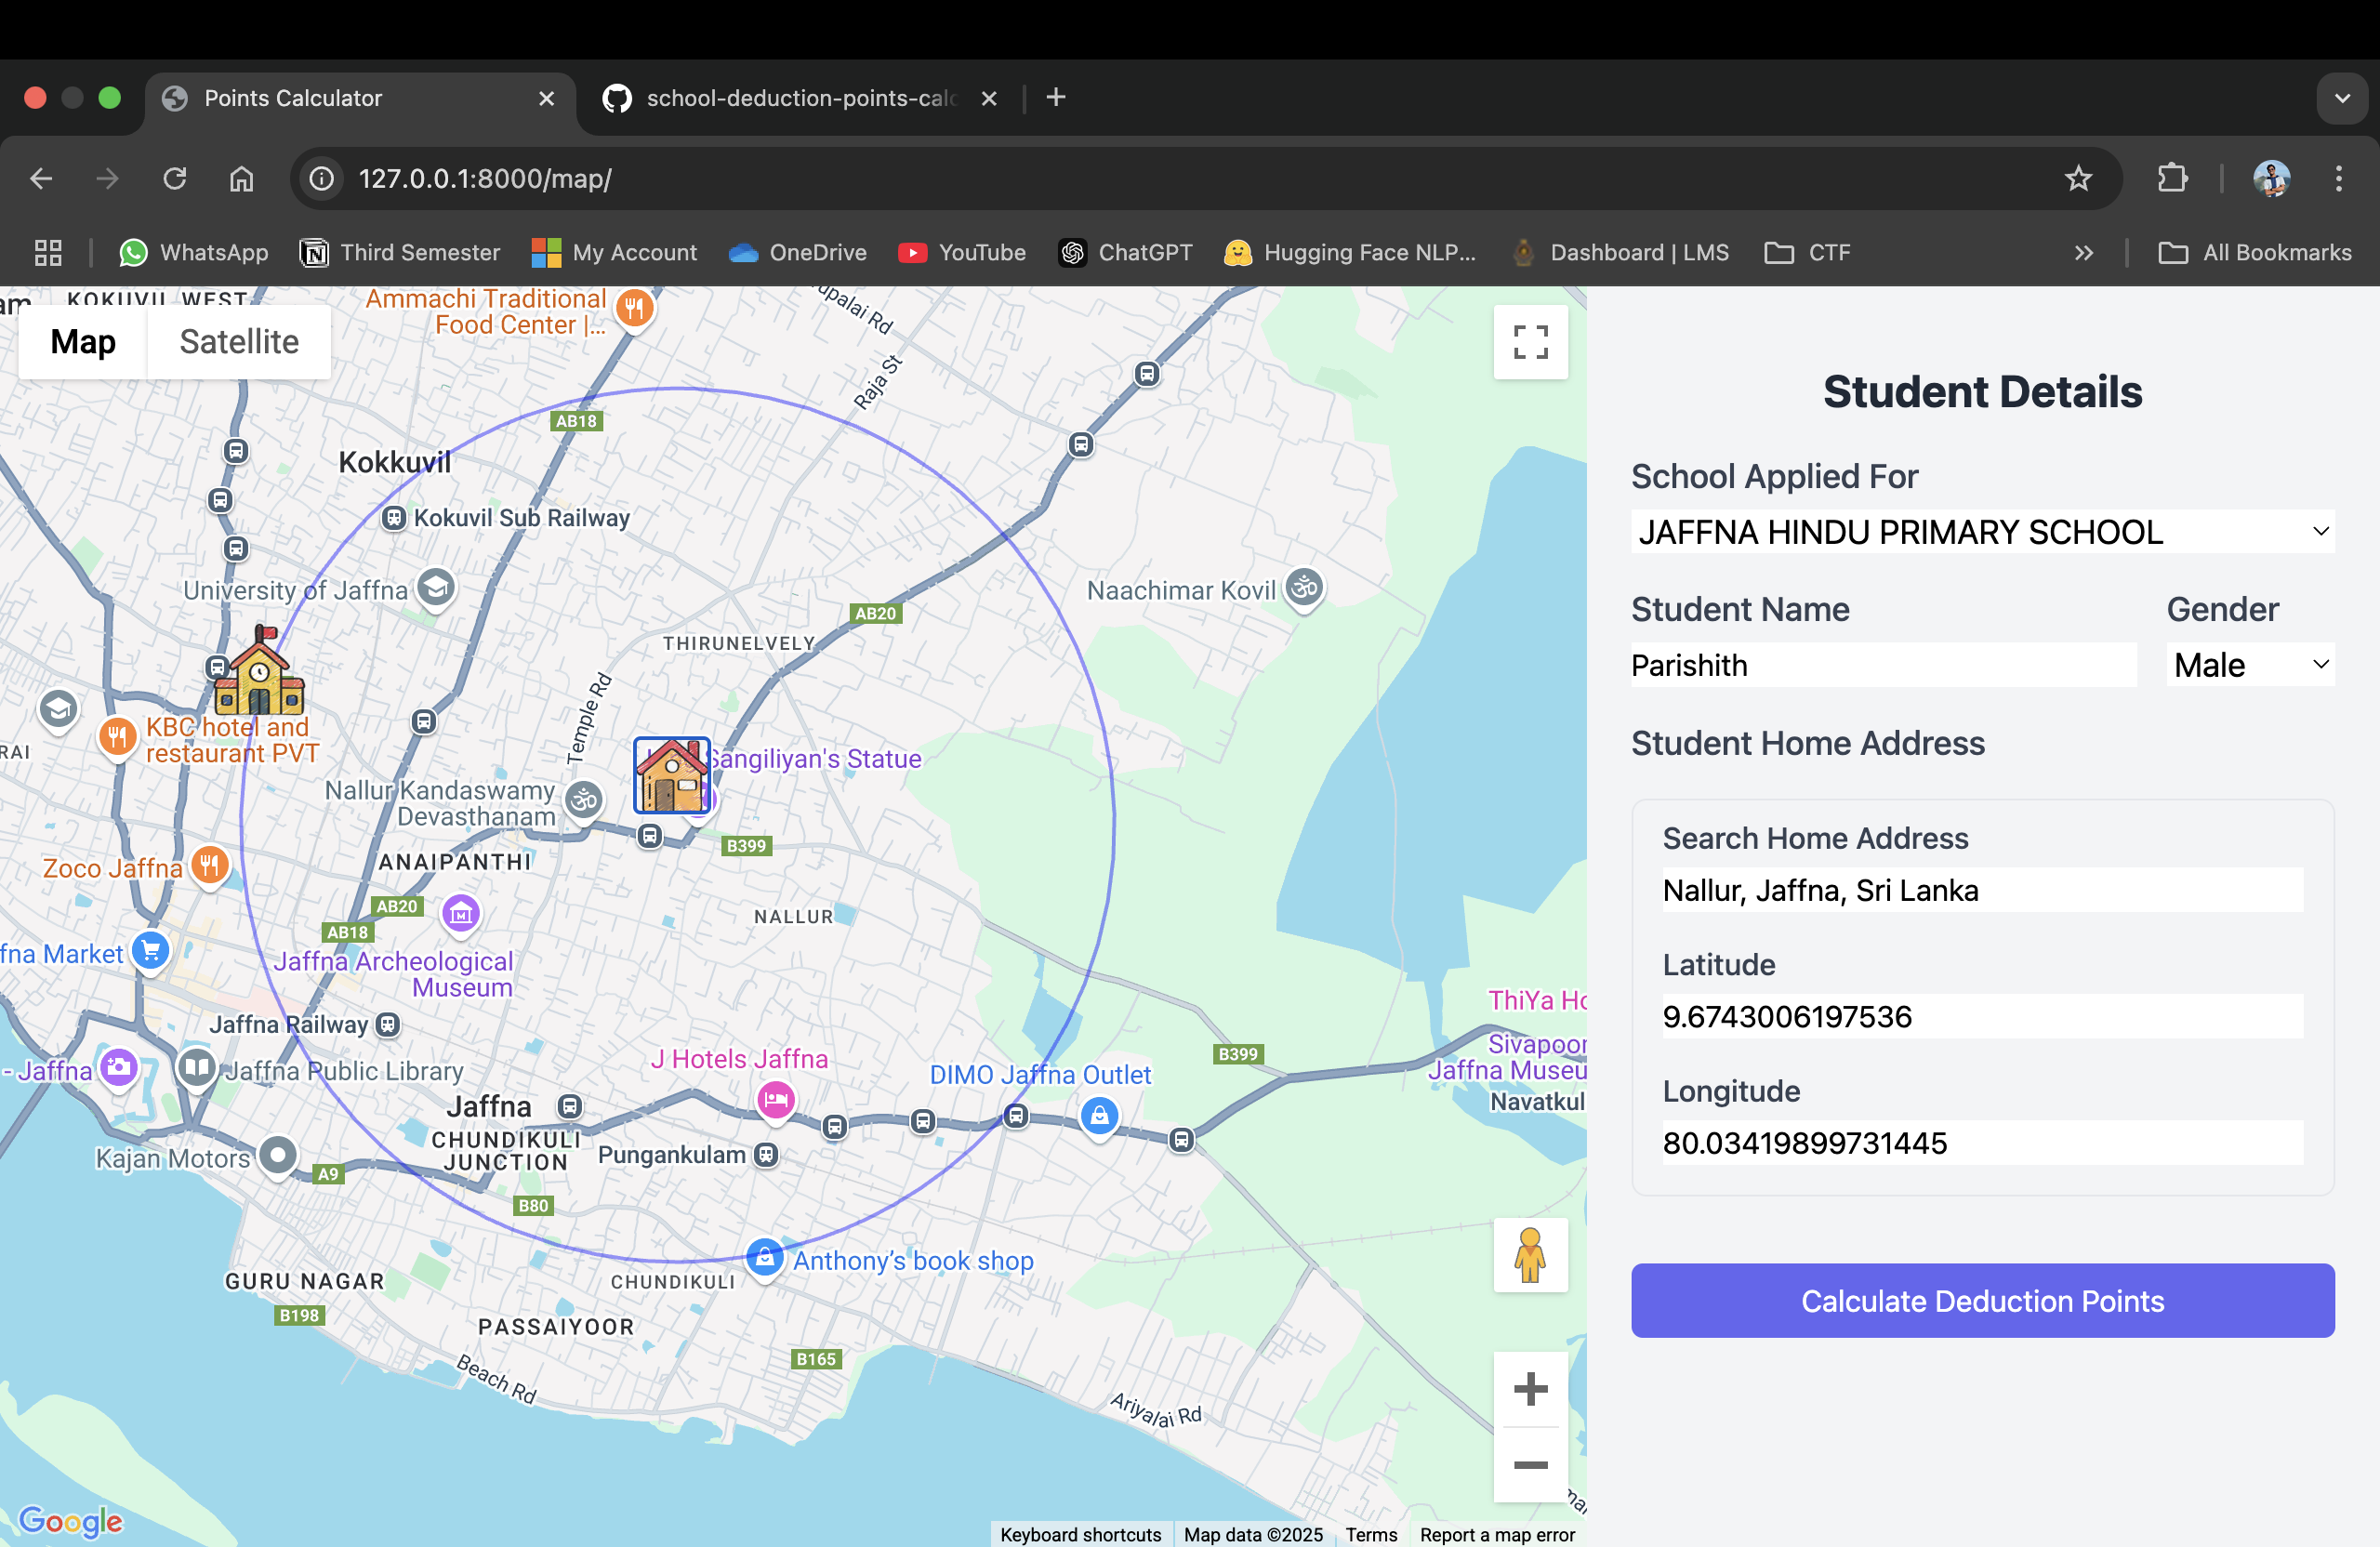 Points Calculator
school-deduction-points-calc
127.0.0.1:8000/map/
WhatsApp
Third Semester
My Account
OneDrive
YouTube
ChatGPT
Hugging Face NLP...
Dashboard | LMS
CTF
All Bookmarks
Map
Satellite
KOKUVIL WEST
Ammachi Traditional
Food Center |...
Raja St
AB18
Kokkuvil
Kokuvil Sub Railway
University of Jaffna
Naachimar Kovil
AB20
THIRUNELVELY
Temple Rd
KBC hotel and
restaurant PVT
RAI
Sangiliyan's Statue
Nallur Kandaswamy
Devasthanam
B399
ANAIPANTHI
Zoco Jaffna
AB20
NALLUR
AB18
fna Market
Jaffna Archeological
Museum
ThiYa Ho
Jaffna Railway
Sivapoor
B399
J Hotels Jaffna
DIMO Jaffna Outlet
- Jaffna
Jaffna Public Library
Jaffna Museu
Navatkul
Jaffna
CHUNDIKULI
JUNCTION
Pungankulam
Kajan Motors
A9
B80
Anthony's book shop
GURU NAGAR
CHUNDIKULI
B198
PASSAIYOOR
B165
Beach Rd
Ariyalai Rd
Google
Keyboard shortcuts
Map data ©2025
Terms
Report a map error
Student Details
School Applied For
JAFFNA HINDU PRIMARY SCHOOL
Student Name
Gender
Parishith
Male
Student Home Address
Search Home Address
Nallur, Jaffna, Sri Lanka
Latitude
9.6743006197536
Longitude
80.03419899731445
Calculate Deduction Points